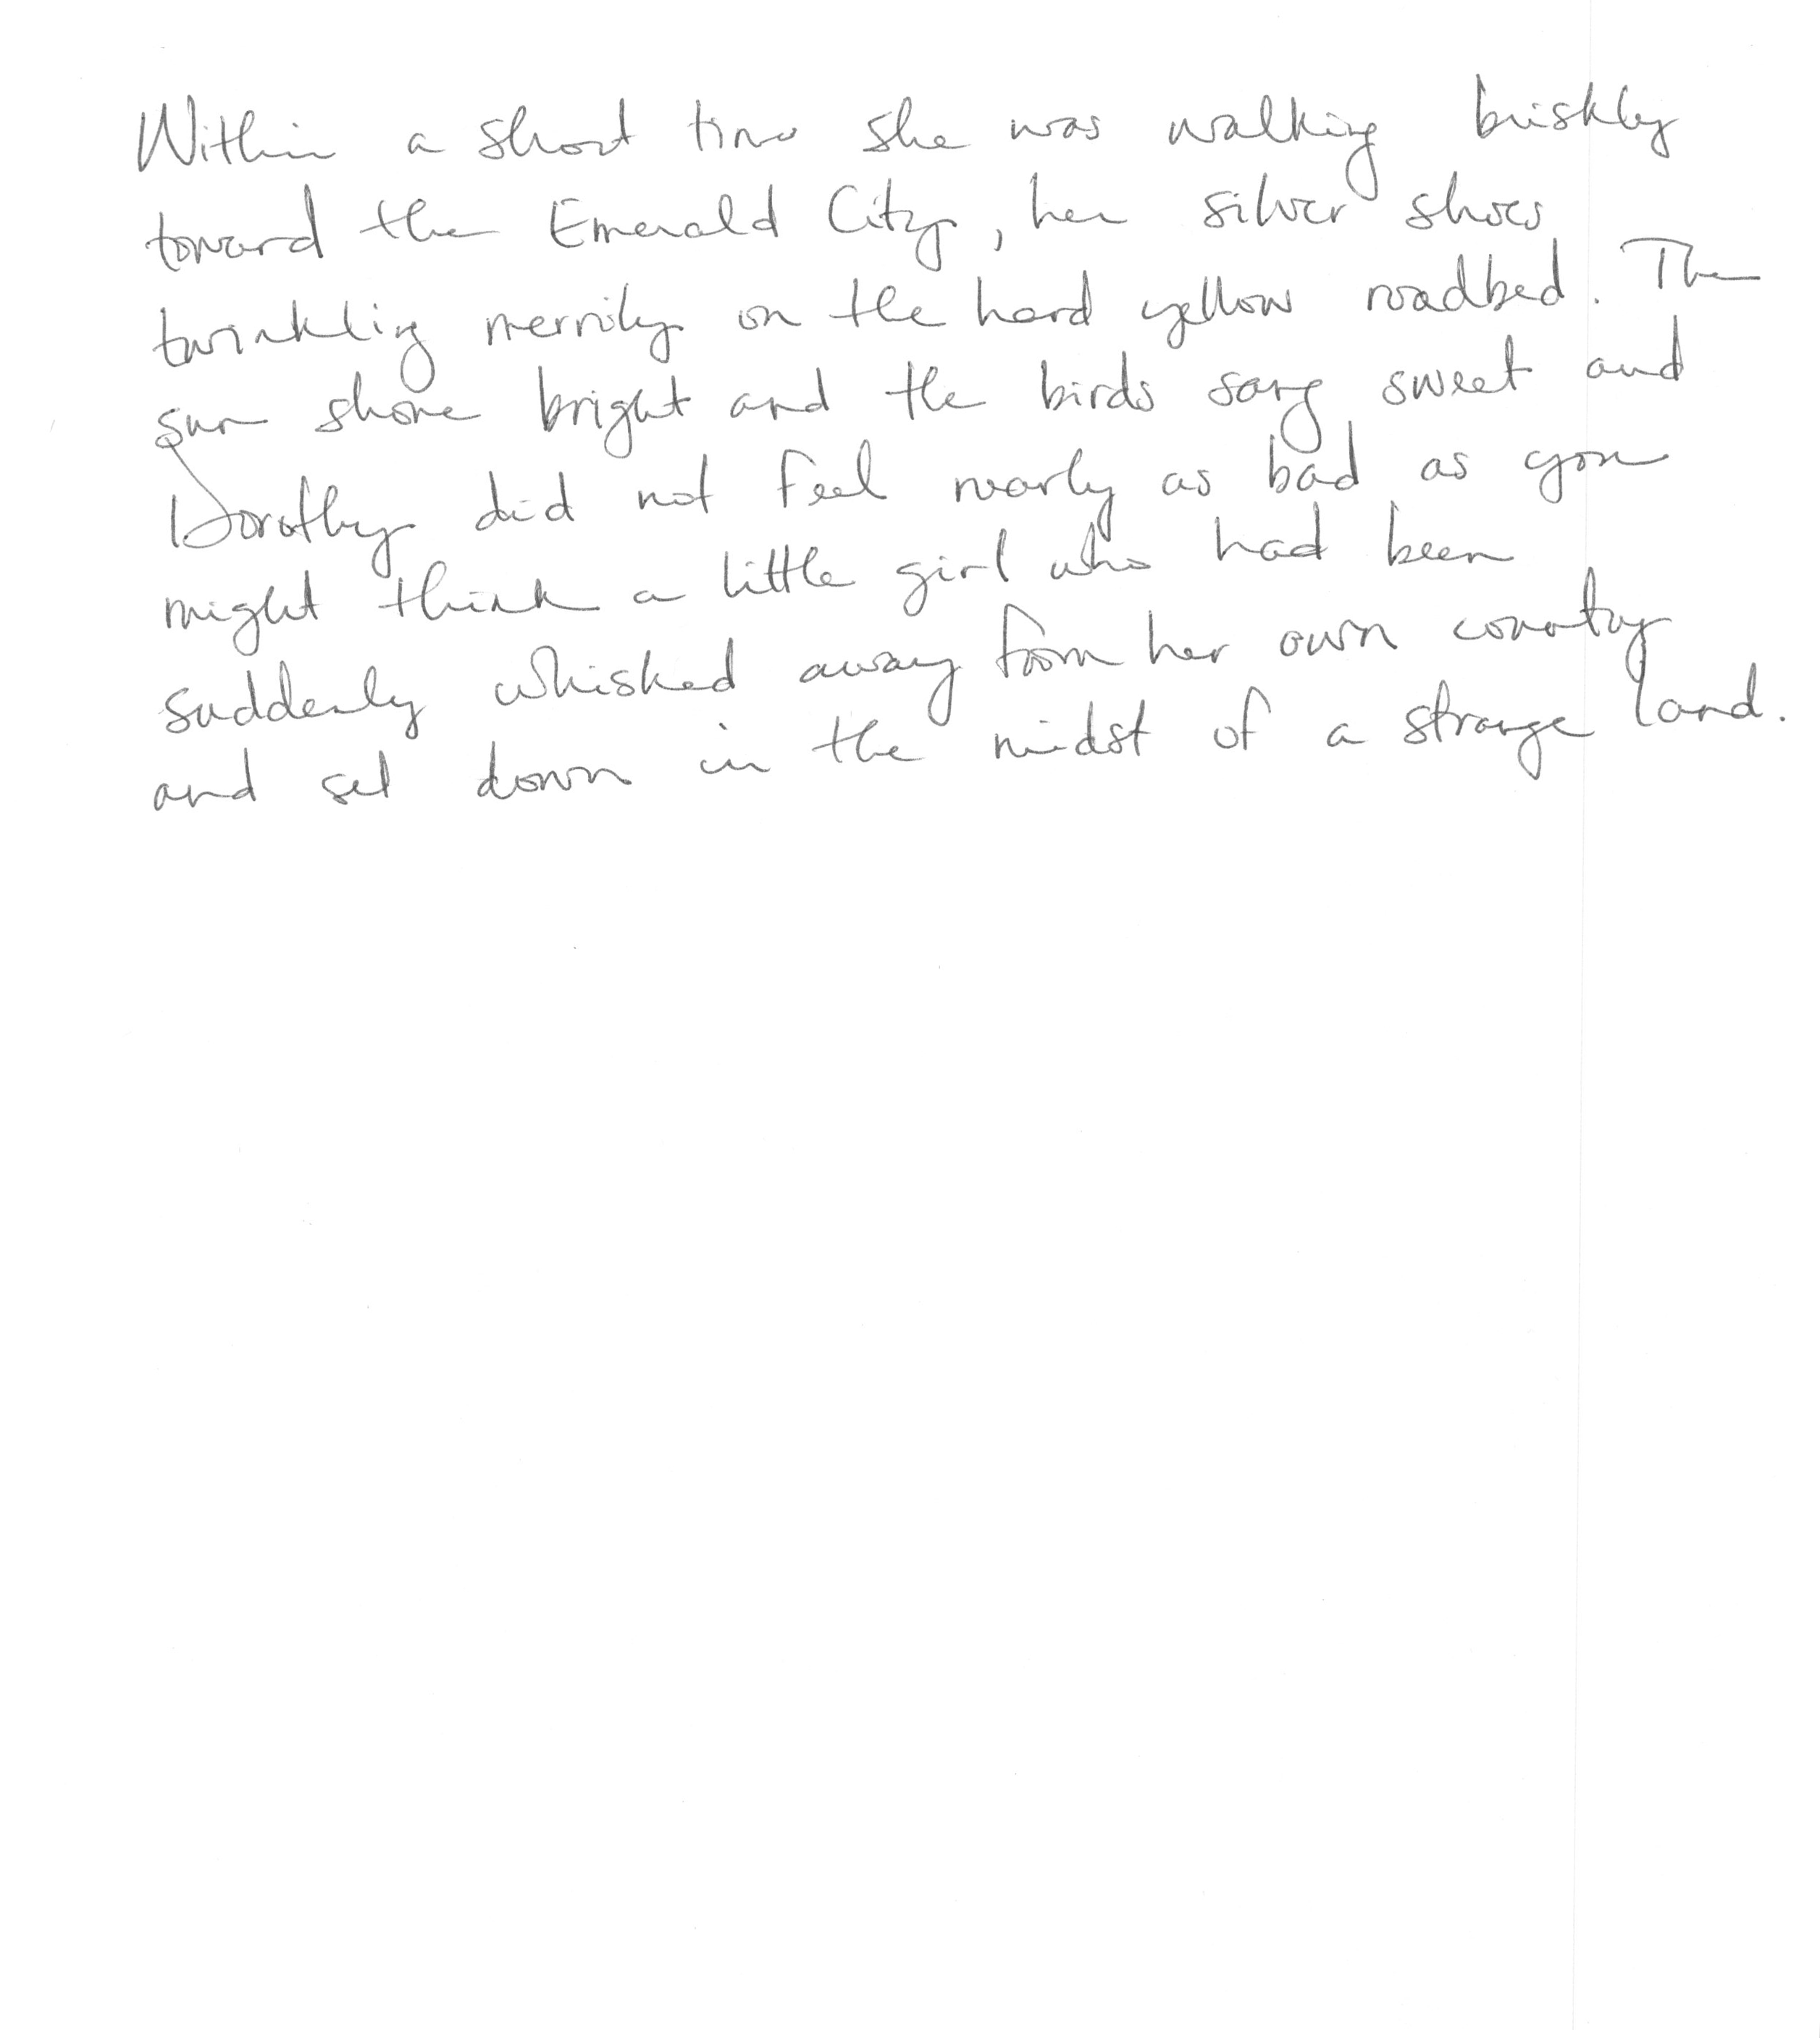 Within a short time she was walking briskly
toward the Emerald City, her silver shoes
twinkling merrily on the hard yellow roadbed. The
sun shone bright and the birds sang sweet and
Dorothy did not feel nearly as bad as you
might think a little girl who had been
suddenly whisked away from her own country
and set down in the midst of a strange land.